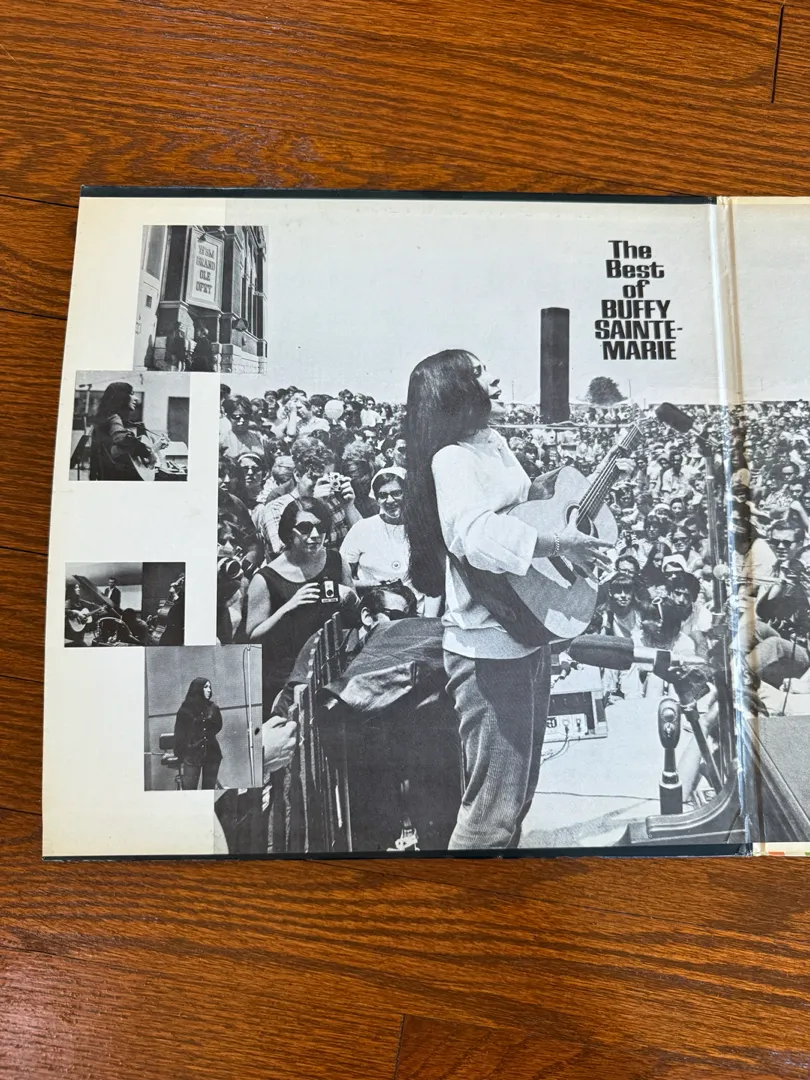 The
Best
of
BUFFY
SAINTE-
MARIE
WSM
GRAND
OLE
OPRY